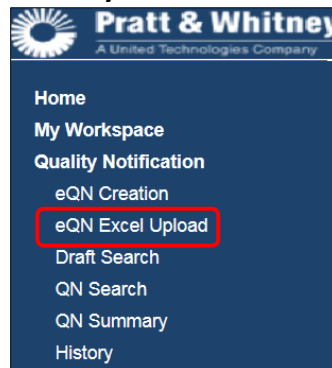 Pratt & Whitney
A United Technologies Company
Home
My Workspace
Quality Notification
eQN Creation
eQN Excel Upload
Draft Search
QN Search
QN Summary
History